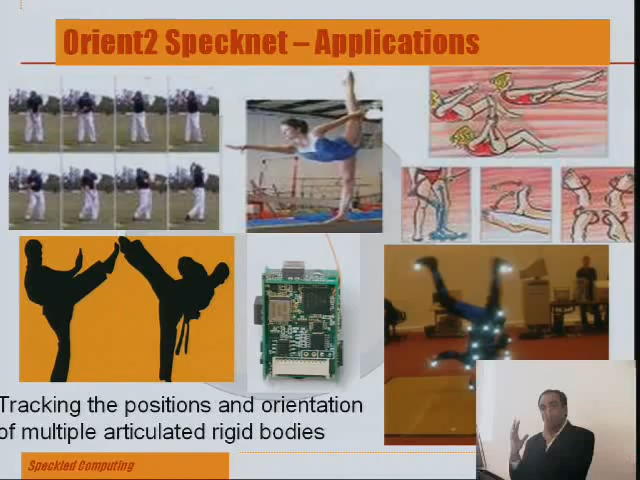 Orient2 Specknet – Applications
Tracking the positions and orientation
of multiple articulated rigid bodies
Speckled Computing